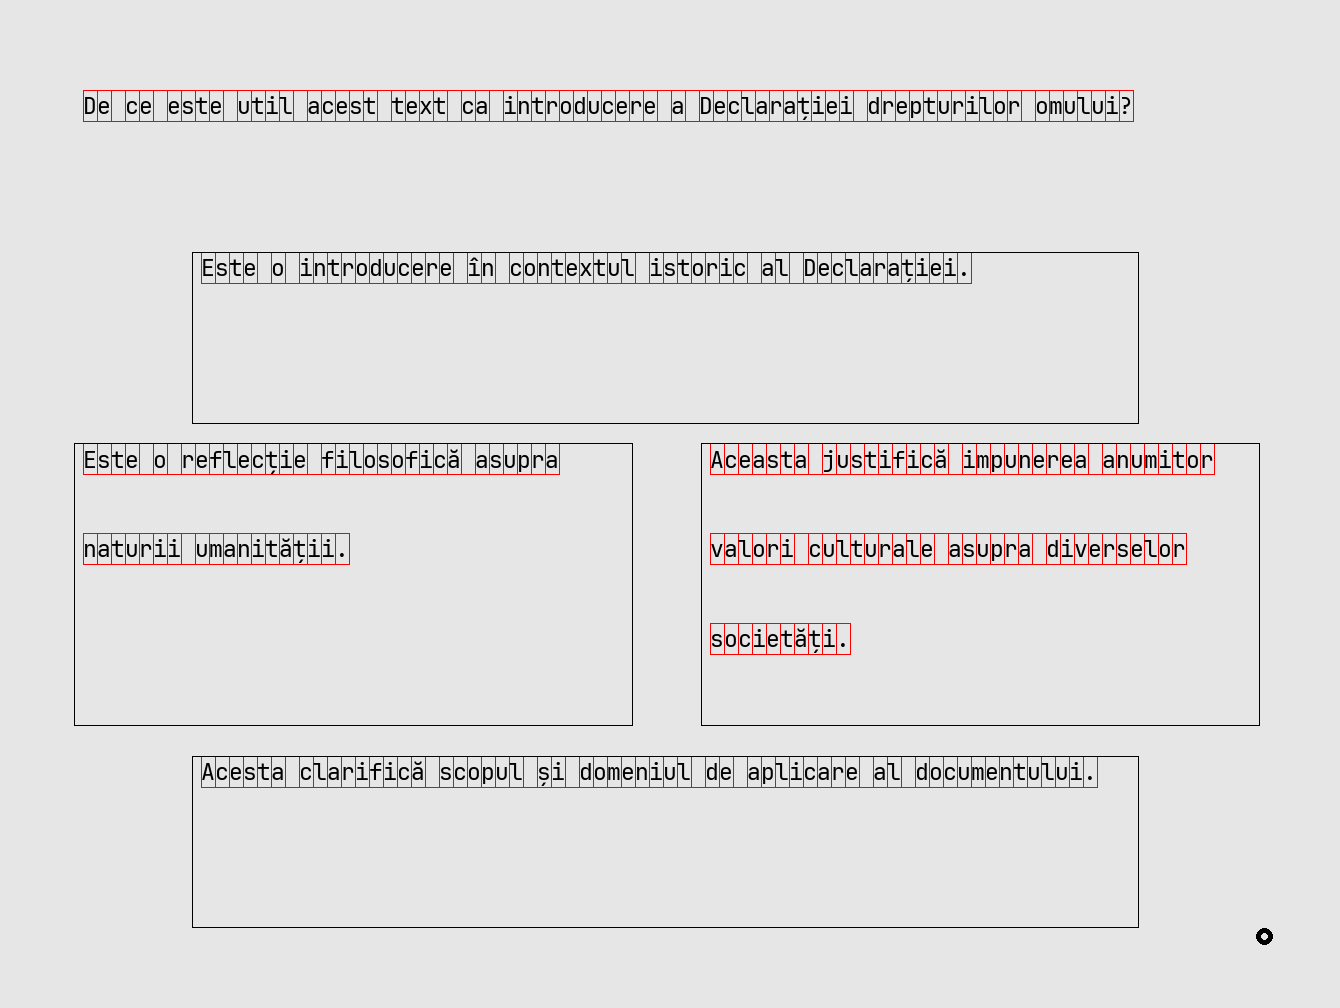 De ce este util acest text ca introducere a Declarației drepturilor omului?
Este o introducere în contextul istoric al Declarației.
Este o reflecție filosofică asupra
naturii umanității.
Aceasta justifică impunerea anumitor
valori culturale asupra diverselor
societăți.
Acesta clarifică scopul și domeniul de aplicare al documentului.